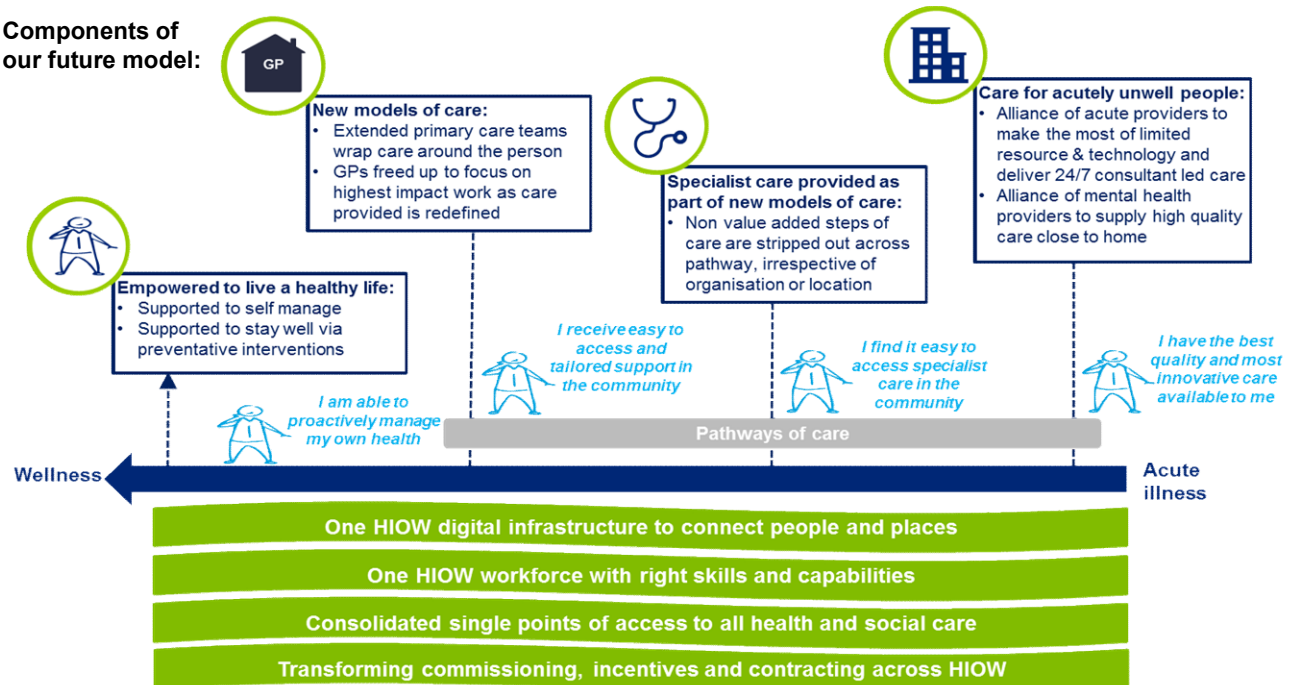 Components of
our future model:
GP
New models of care:
• Extended primary care teams
wrap care around the person
• GPs freed up to focus on
highest impact work as care
provided is redefined
Care for acutely unwell people:
• Alliance of acute providers to
make the most of limited
resource & technology and
deliver 24/7 consultant led care
• Alliance of mental health
providers to supply high quality
care close to home
Specialist care provided as
part of new models of care:
• Non value added steps of
care are stripped out across
pathway, irrespective of
organisation or location
Empowered to live a healthy life:
• Supported to self manage
• Supported to stay well via
preventative interventions
I am able to
proactively manage
my own health
I receive easy to
access and
tailored support in
the community
I find it easy to
access specialist
care in the
community
I have the best
quality and most
innovative care
available to me
Pathways of care
Wellness
Acute
illness
One HIOW digital infrastructure to connect people and places
One HIOW workforce with right skills and capabilities
Consolidated single points of access to all health and social care
Transforming commissioning, incentives and contracting across HIOW